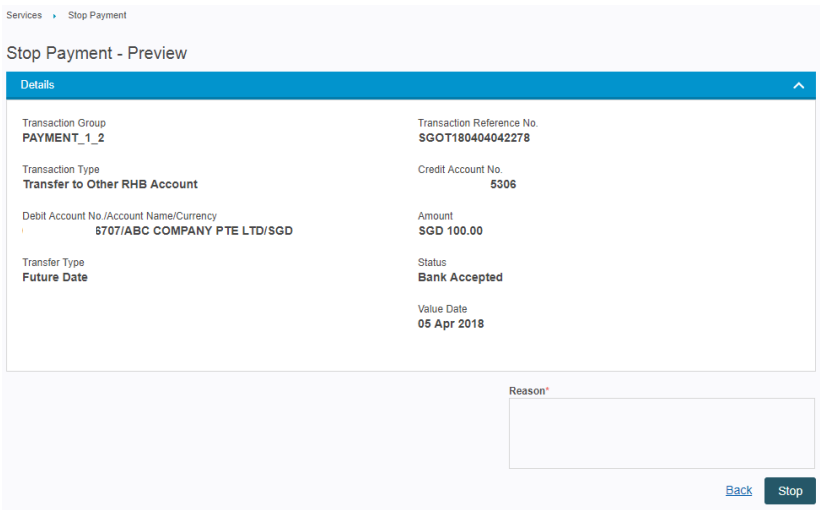 Services › Stop Payment
Stop Payment - Preview
Details
Transaction Group
PAYMENT_1_2
Transaction Reference No.
SGOT180404042278
Transaction Type
Transfer to Other RHB Account
Credit Account No.
5306
Debit Account No./Account Name/Currency
6707/ABC COMPANY PTE LTD/SGD
Amount
SGD 100.00
Transfer Type
Future Date
Status
Bank Accepted
Value Date
05 Apr 2018
Reason*
Back Stop